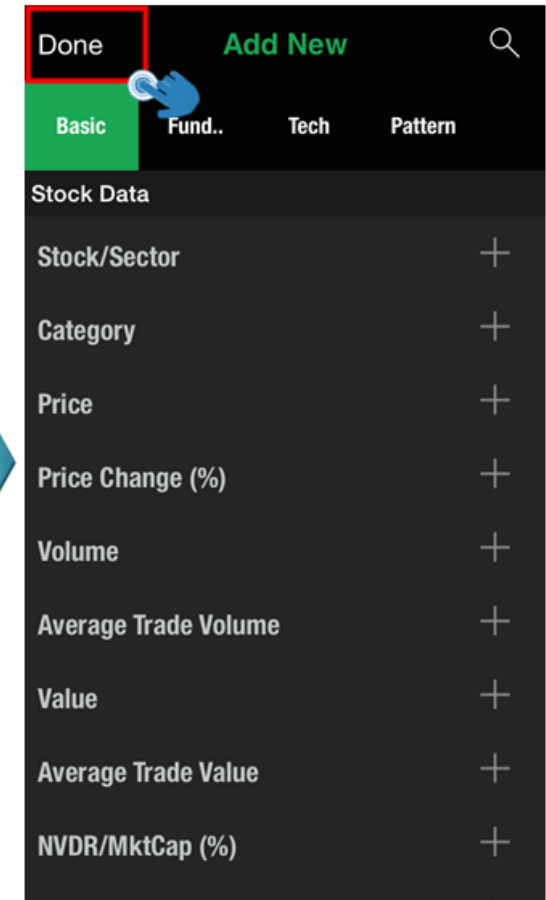 Done Add New
Basic Fund.. Tech Pattern
Stock Data
Stock/Sector
Category
Price
Price Change (%)
Volume
Average Trade Volume
Value
Average Trade Value
NVDR/MktCap (%)